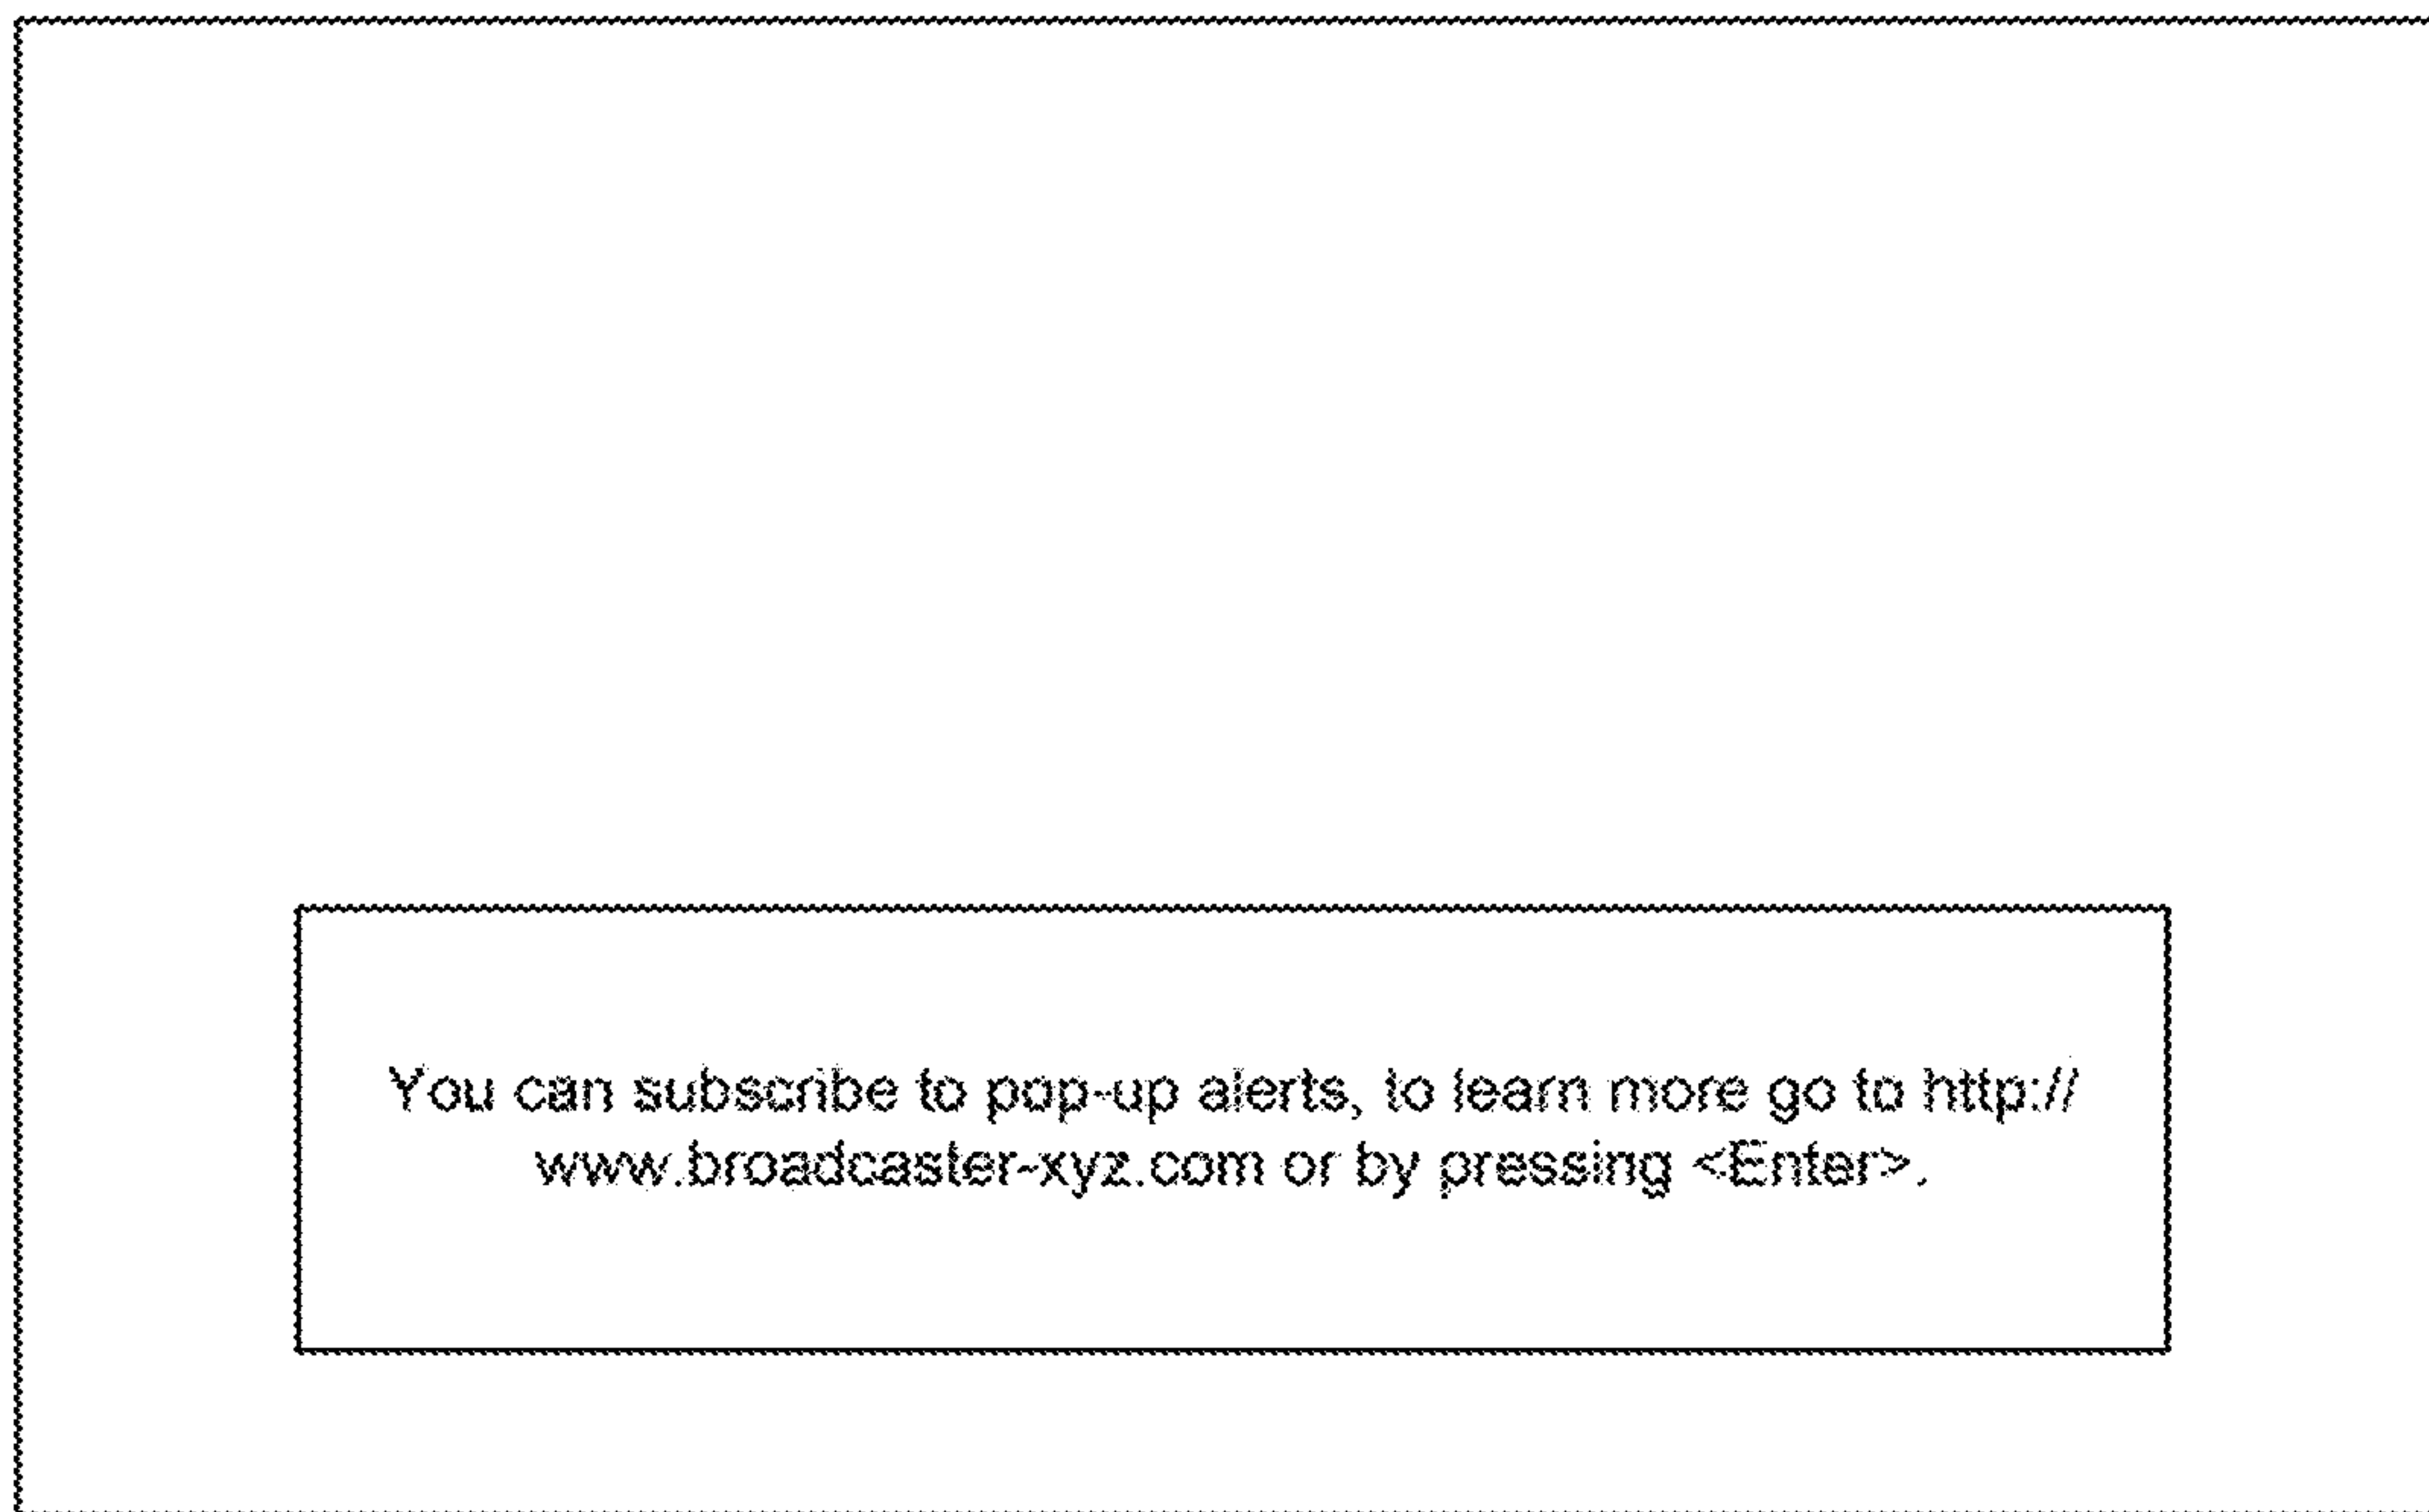 You can subscribe to pop-up alerts, to learn more go to http://
www.broadcaster-xyz.com or by pressing <Enter>.